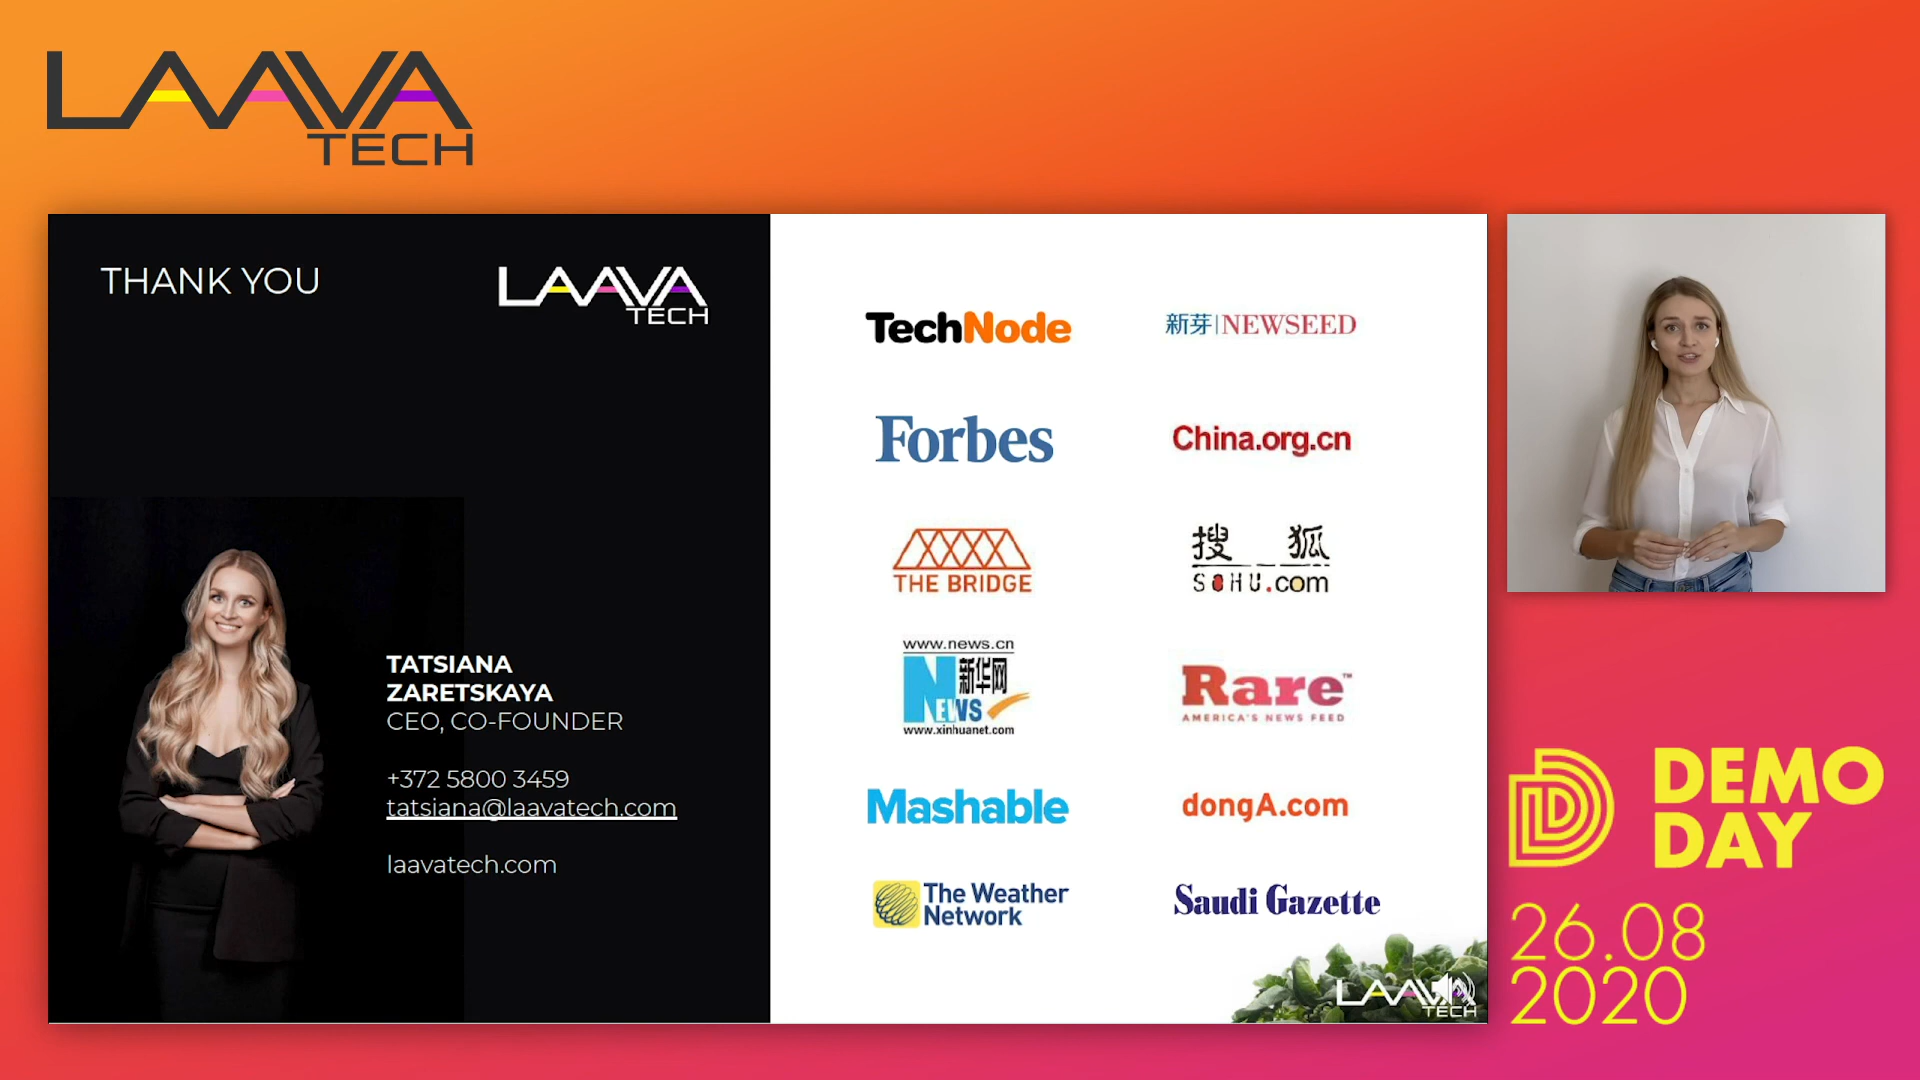 LAAVA
TECH
THANK YOU
LAAVA
TECH
TATSIANA
ZARETSKAYA
CEO, CO-FOUNDER
+372 5800 3459
tatsiana@laavatech.com
laavatech.com
TechNode
新芽|NEWSEED
Forbes
China.org.cn
THE BRIDGE
搜狐
SOHU.com
www.news.cn
NEWS 新华网
www.xinhuanet.com
Rare™
AMERICA'S NEWS FEED
Mashable
dongA.com
The Weather
Network
Saudi Gazette
LAAVA
TECH
DEMO
DAY
26.08
2020